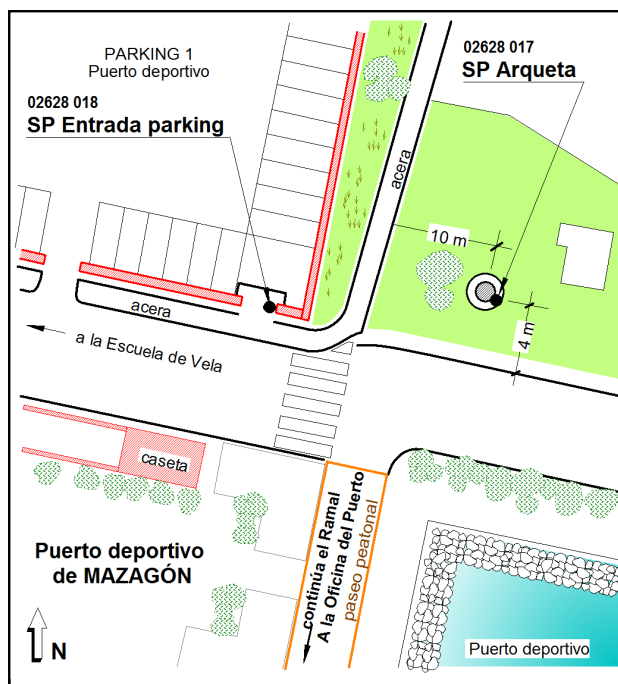 PARKING 1
Puerto deportivo
02628 018
SP Entrada parking
02628 017
SP Arqueta
acera
10 m
4 m
acera
a la Escuela de Vela
caseta
continúa el Ramal
A la Oficina del Puerto
paseo peatonal
Puerto deportivo
de MAZAGÓN
N
Puerto deportivo